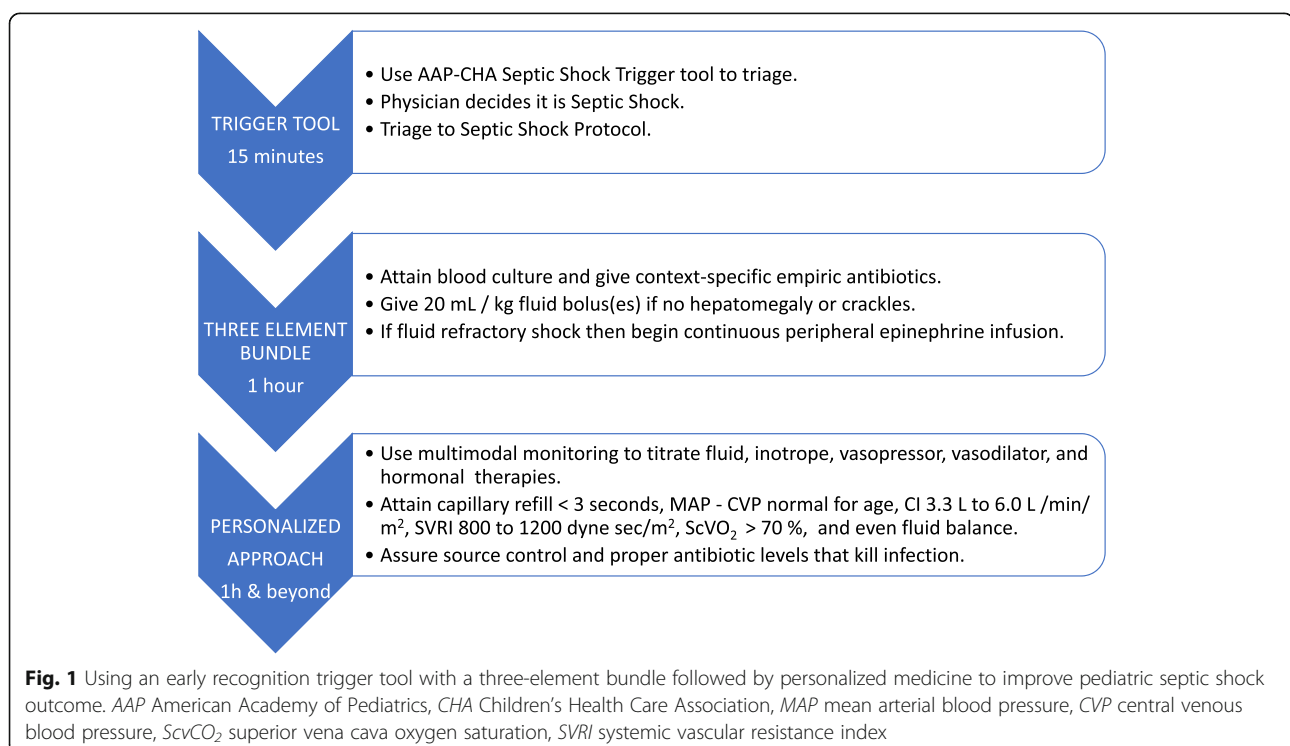 TRIGGER TOOL
15 minutes
• Use AAP-CHA Septic Shock Trigger tool to triage.
• Physician decides it is Septic Shock.
• Triage to Septic Shock Protocol.
THREE ELEMENT
BUNDLE
1 hour
• Attain blood culture and give context-specific empiric antibiotics.
• Give 20 mL / kg fluid bolus(es) if no hepatomegaly or crackles.
• If fluid refractory shock then begin continuous peripheral epinephrine infusion.
PERSONALIZED
APPROACH
1h & beyond
• Use multimodal monitoring to titrate fluid, inotrope, vasopressor, vasodilator, and
hormonal therapies.
• Attain capillary refill < 3 seconds, MAP - CVP normal for age, CI 3.3 L to 6.0 L /min/
m², SVRI 800 to 1200 dyne sec/m², ScVO₂ > 70 %, and even fluid balance.
• Assure source control and proper antibiotic levels that kill infection.
Fig. 1 Using an early recognition trigger tool with a three-element bundle followed by personalized medicine to improve pediatric septic shock
outcome. AAP American Academy of Pediatrics, CHA Children's Health Care Association, MAP mean arterial blood pressure, CVP central venous
blood pressure, ScvCO₂ superior vena cava oxygen saturation, SVRI systemic vascular resistance index